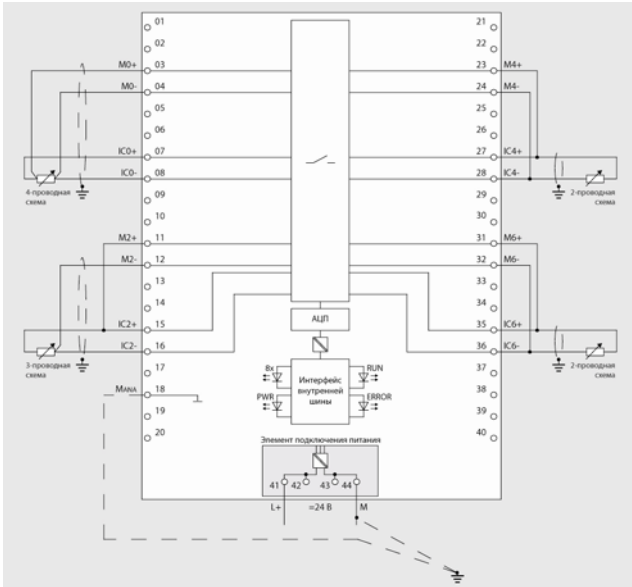 01
21
02
22
M0+ 03
23 M4+
M0- 04
24 M4-
05
25
06
26
IC0+ 07
27 IC4+
IC0- 08
28 IC4-
4-проводная
схема
2-проводная
схема
09
29
10
30
M2+ 11
31 M6+
M2- 12
32 M6-
13
33
14
34
IC2+ 15
35 IC6+
IC2- 16
36 IC6-
3-проводная
схема
2-проводная
схема
АЦП
17
37
MANA 18
38
19
39
20
40
8x
RUN
PWR
ERROR
Интерфейс
внутренней
шины
Элемент подключения питания
41 42 43 44
L+ =24 В M